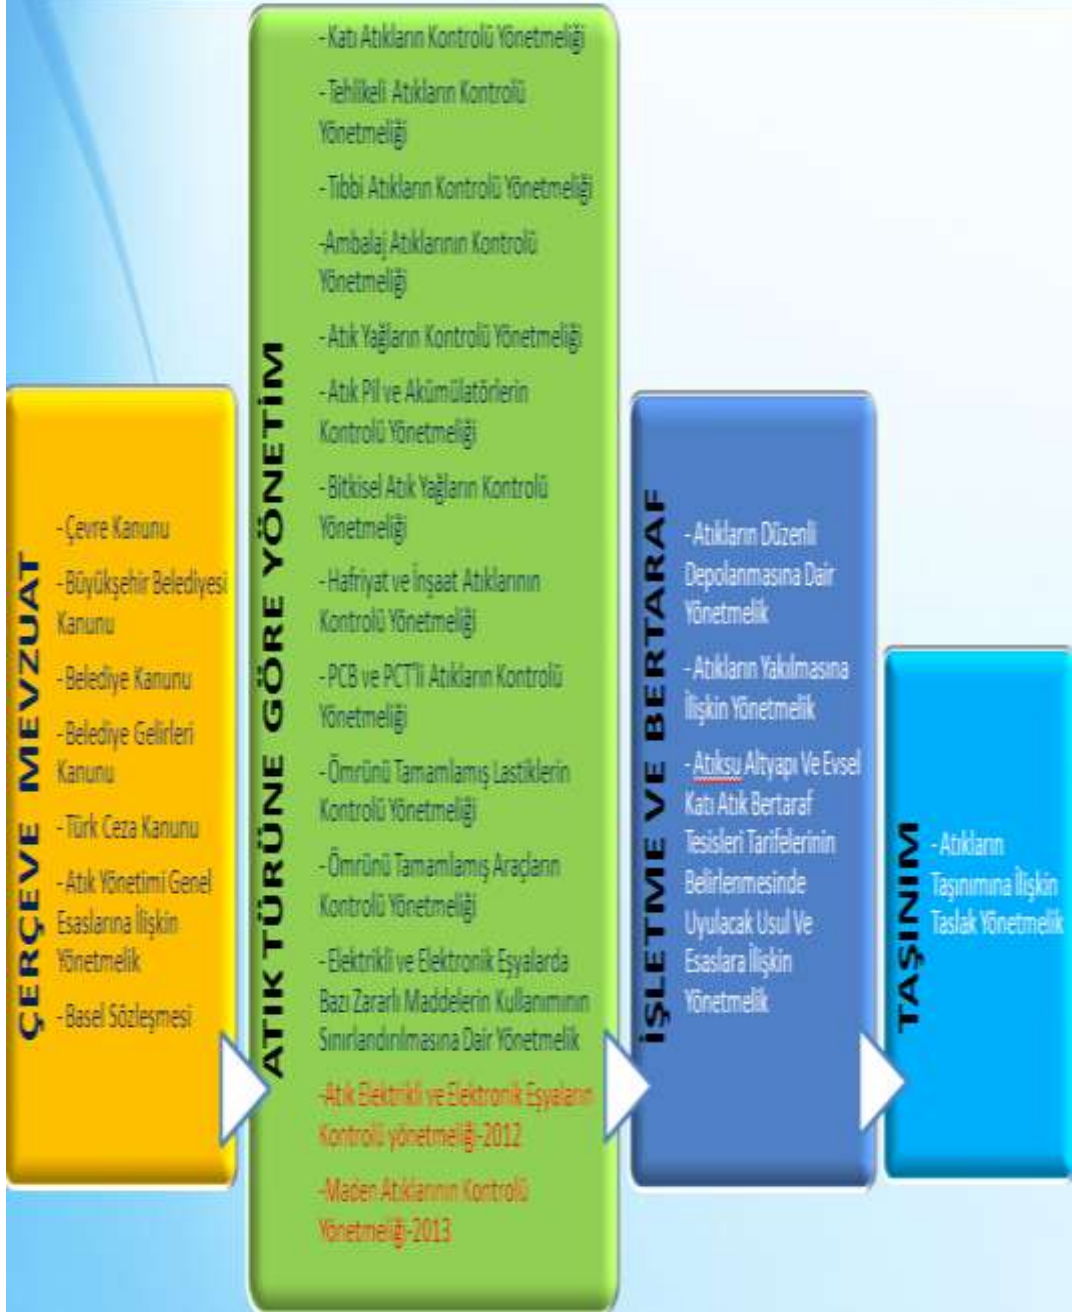 ÇERÇEVE MEVZUAT
- Çevre Kanunu
- Büyükşehir Belediyesi
Kanunu
- Belediye Kanunu
- Belediye Gelirleri
Kanunu
- Türk Ceza Kanunu
- Atık Yönetimi Genel
Esaslarına İlişkin
Yönetmelik
- Basel Sözleşmesi
ATIK TÜRÜNE GÖRE YÖNETİM
- Katı Atıkların Kontrolü Yönetmeliği
- Tehlikeli Atıkların Kontrolü
Yönetmeliği
- Tıbbi Atıkların Kontrolü Yönetmeliği
-Ambalaj Atıklarının Kontrolü
Yönetmeliği
- Atık Yağların Kontrolü Yönetmeliği
- Atık Pil ve Akümülatörlerin
Kontrolü Yönetmeliği
- Bitkisel Atık Yağların Kontrolü
Yönetmeliği
- Hafriyat ve İnşaat Atıklarının
Kontrolü Yönetmeliği
- PCB ve PCT'li Atıkların Kontrolü
Yönetmeliği
- Ömrünü Tamamlamış Lastiklerin
Kontrolü Yönetmeliği
- Ömrünü Tamamlamış Araçların
Kontrolü Yönetmeliği
- Elektrikli ve Elektronik Eşyalarda
Bazı Zararlı Maddelerin Kullanımının
Sınırlandırılmasına Dair Yönetmelik
-Atık Elektrikli ve Elektronik Eşyaların
Kontrolü yönetmeliği-2012
-Maden Atıklarının Kontrolü
Yönetmeliği-2013
İŞLETME VE BERTARAF
- Atıkların Düzenli
Depolanmasına Dair
Yönetmelik
- Atıkların Yakılmasına
İlişkin Yönetmelik
- Atıksu Altyapı Ve Evsel
Katı Atık Bertaraf
Tesisleri Tarifelerinin
Belirlenmesinde
Uyulacak Usul Ve
Esaslara İlişkin
Yönetmelik
TAŞINIM
- Atıkların
Taşınımına İlişkin
Taslak Yönetmelik